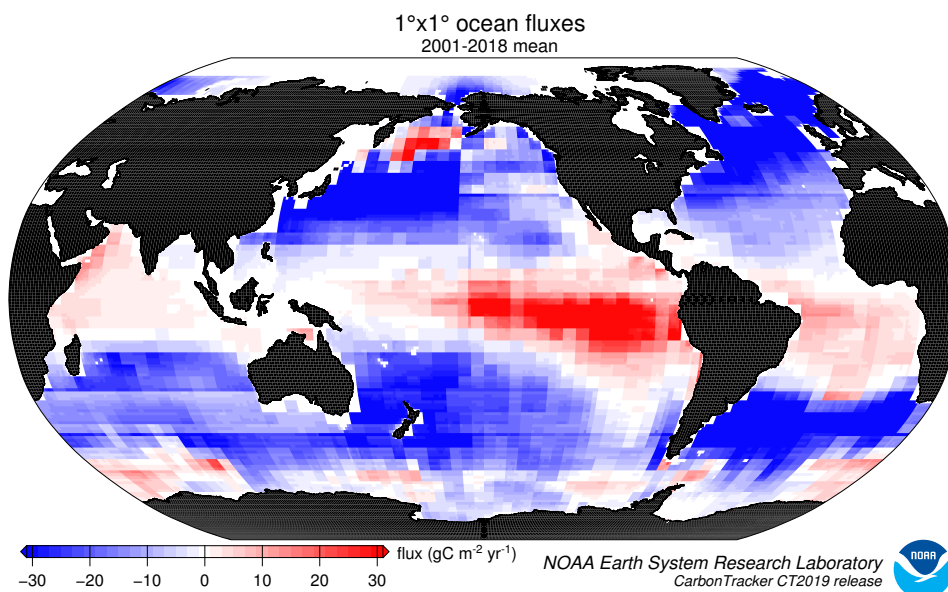 1°x1° ocean fluxes
2001-2018 mean
−30 −20 −10 0 10 20 30
flux (gC m⁻² yr⁻¹)
NOAA Earth System Research Laboratory
CarbonTracker CT2019 release
NOAA